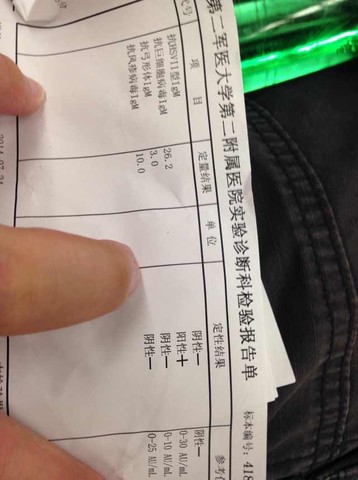 第二军医大学第二附属医院实验诊断科检验报告单
标本编号: 418
代号 项 目 定量结果 单 位 定性结果 参考
抗HSVII型IgM 阴性— 阴性—
抗巨细胞病毒IgM 26.2 阳性＋ 0-30 AU/mL
抗弓形体IgM 3.0 阴性— 0-10 AU/mL
抗风疹病毒IgM 10.0 阴性— 0-25 AU/mL